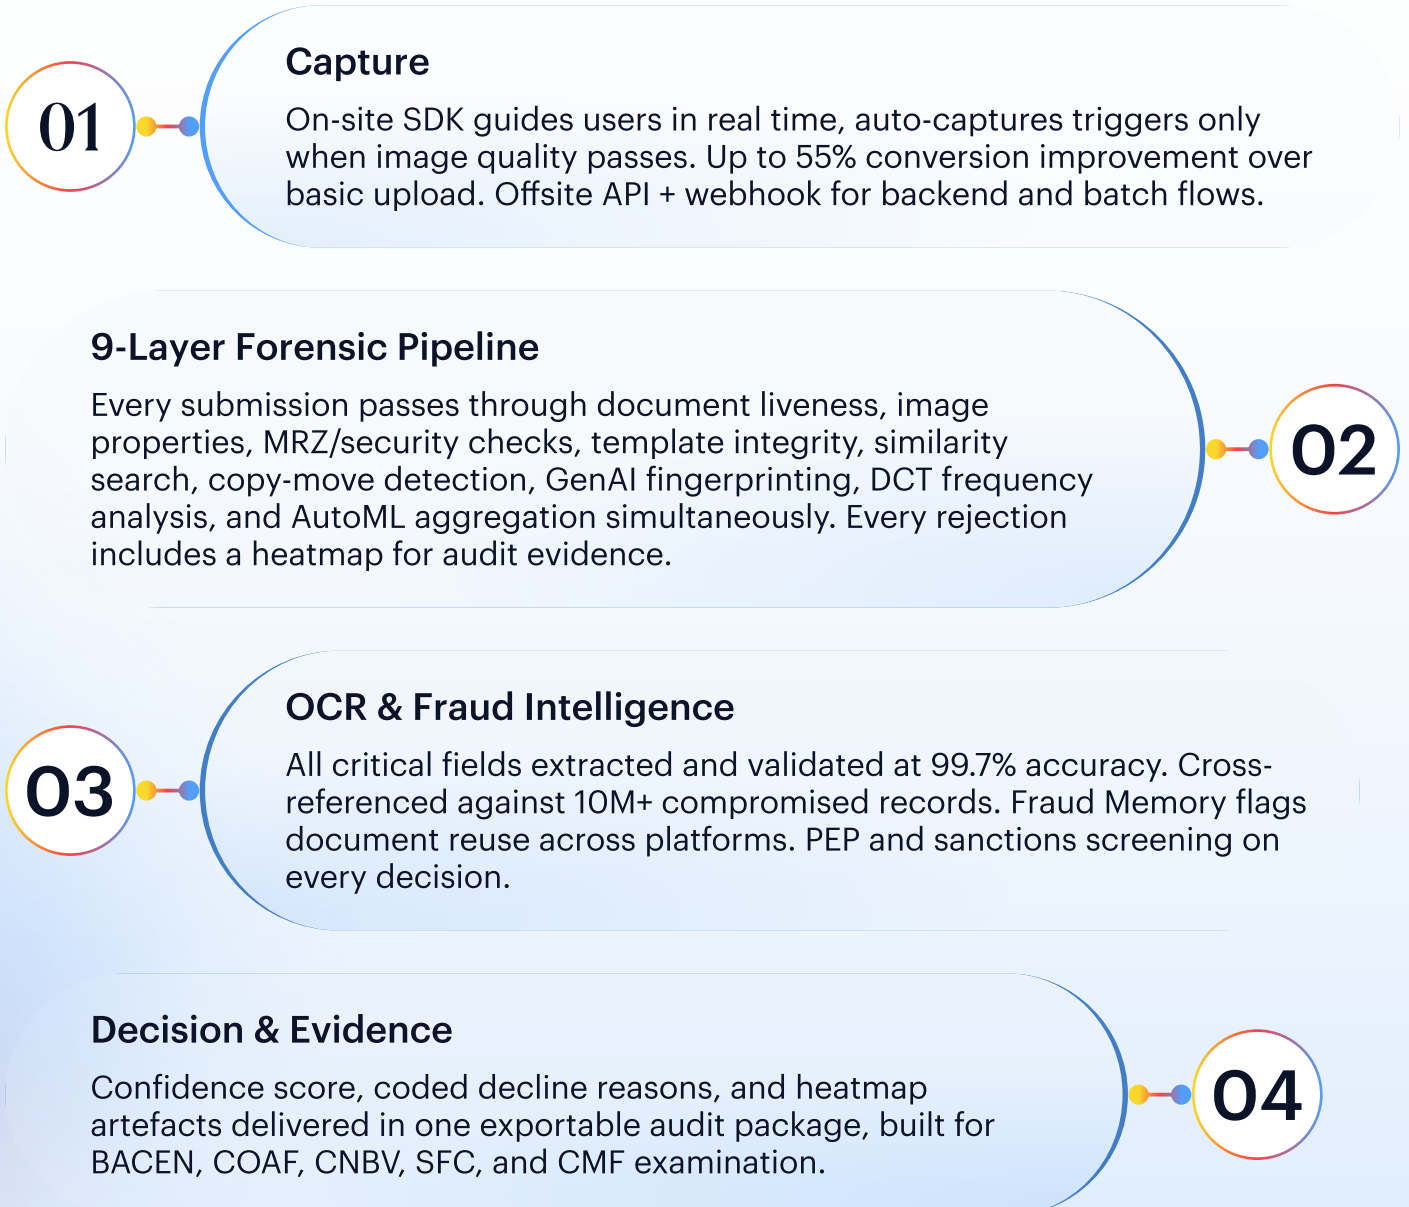 01
Capture
On-site SDK guides users in real time, auto-captures triggers only
when image quality passes. Up to 55% conversion improvement over
basic upload. Offsite API + webhook for backend and batch flows.
9-Layer Forensic Pipeline
Every submission passes through document liveness, image
properties, MRZ/security checks, template integrity, similarity
search, copy-move detection, GenAI fingerprinting, DCT frequency
analysis, and AutoML aggregation simultaneously. Every rejection
includes a heatmap for audit evidence.
02
03
OCR & Fraud Intelligence
All critical fields extracted and validated at 99.7% accuracy. Cross-
referenced against 10M+ compromised records. Fraud Memory flags
document reuse across platforms. PEP and sanctions screening on
every decision.
Decision & Evidence
Confidence score, coded decline reasons, and heatmap
artefacts delivered in one exportable audit package, built for
BACEN, COAF, CNBV, SFC, and CMF examination.
04